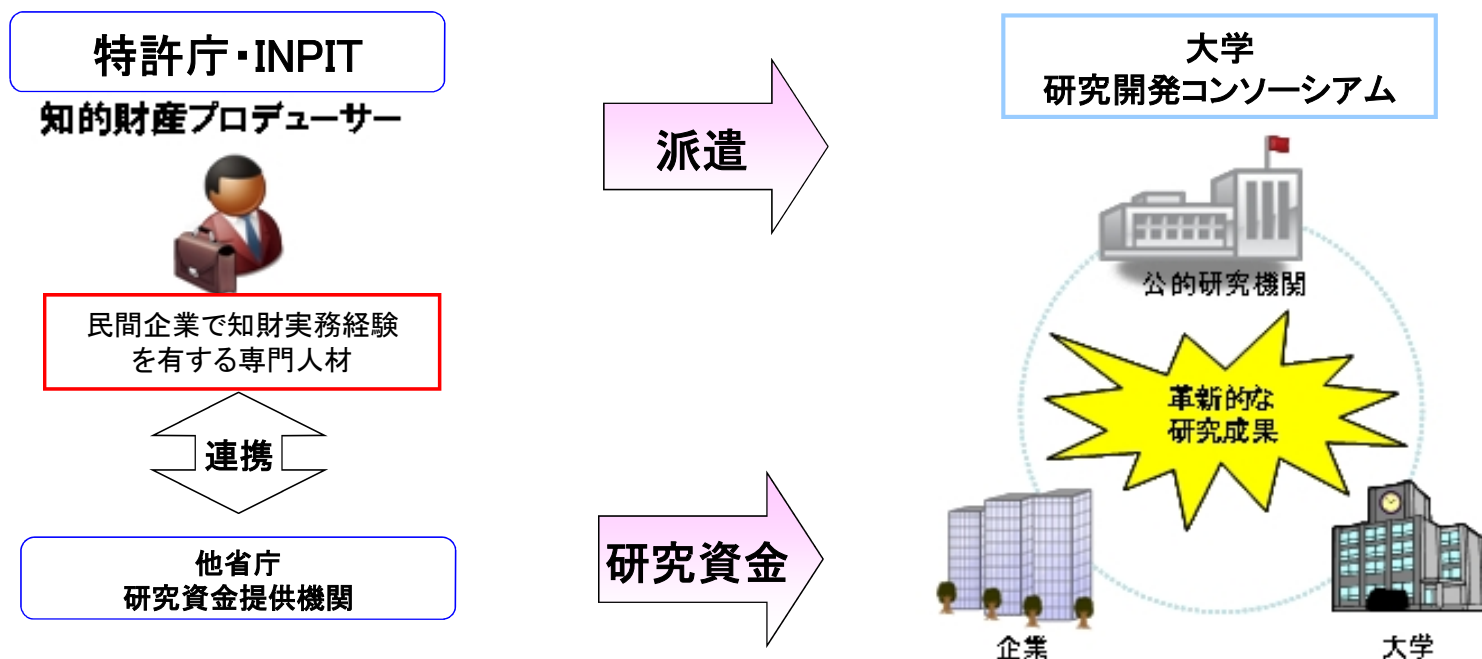 特許庁・INPIT
知的財産プロデューサー
民間企業で知財実務経験
を有する専門人材
連携
他省庁
研究資金提供機関
派遣
研究資金
大学
研究開発コンソーシアム
公的研究機関
革新的な
研究成果
企業
大学